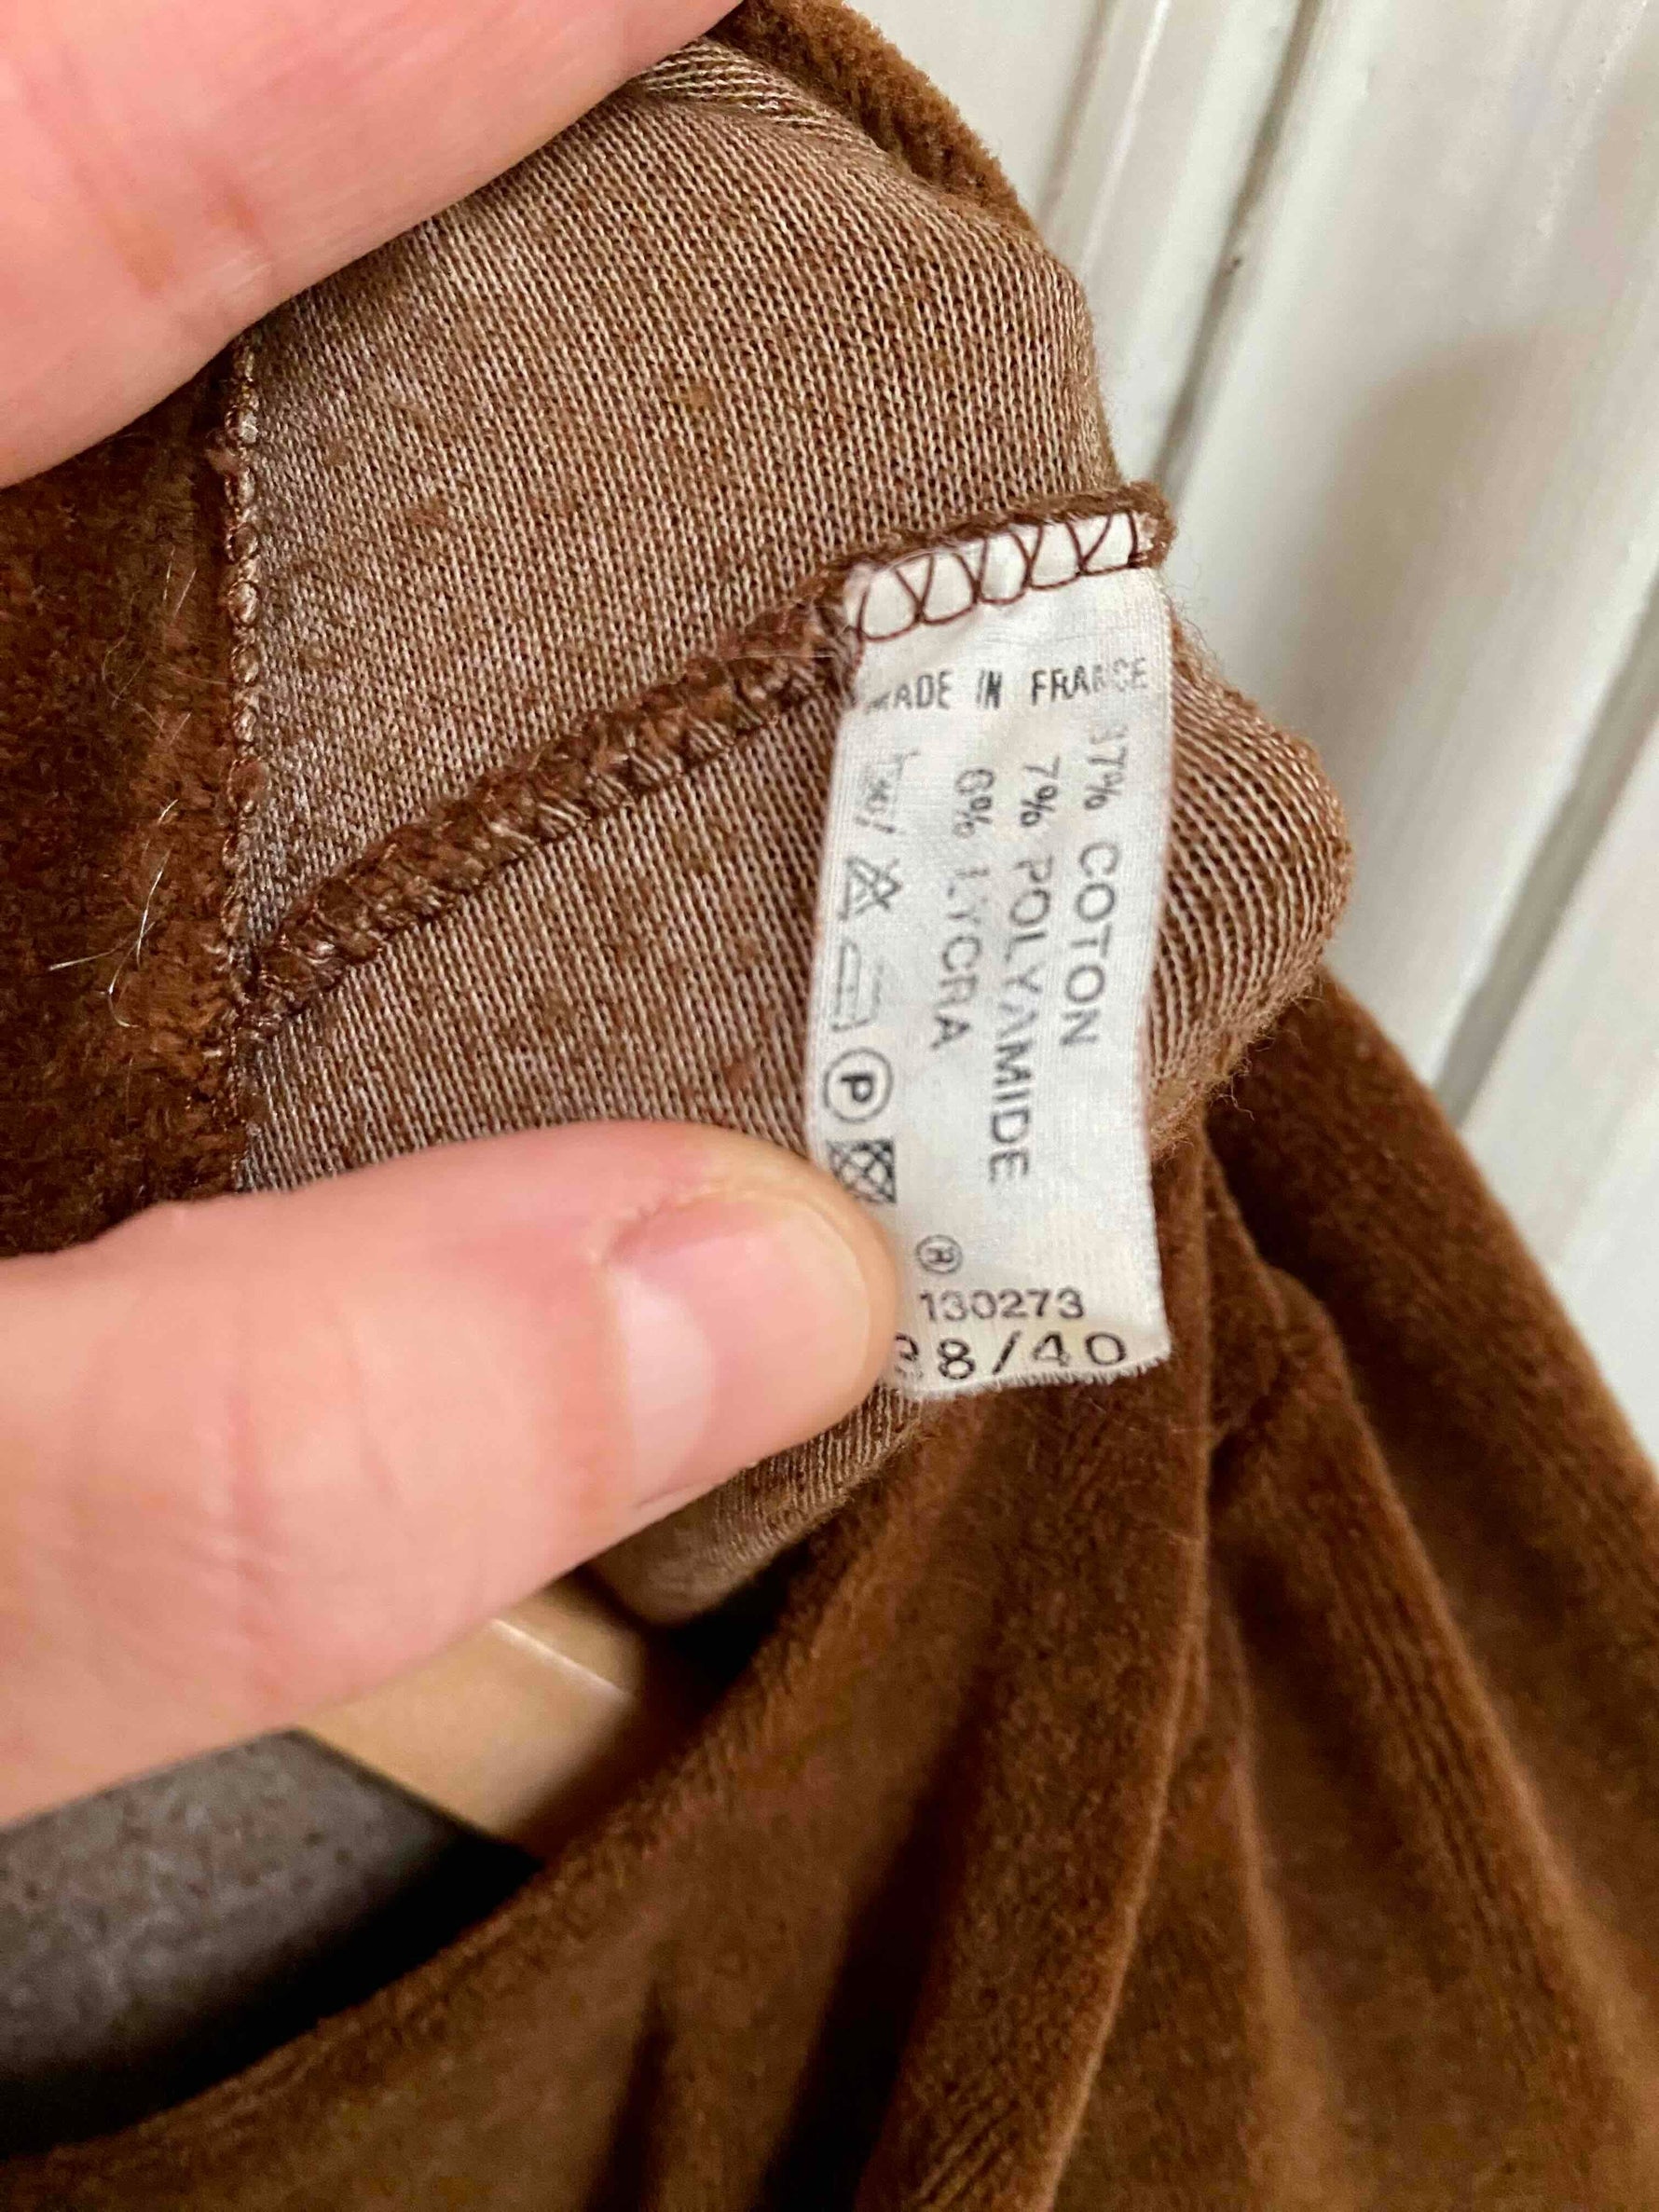 MADE IN FRANCE
87% COTON
7% POLYAMIDE
6% LYCRA
P
®
130273
38/40